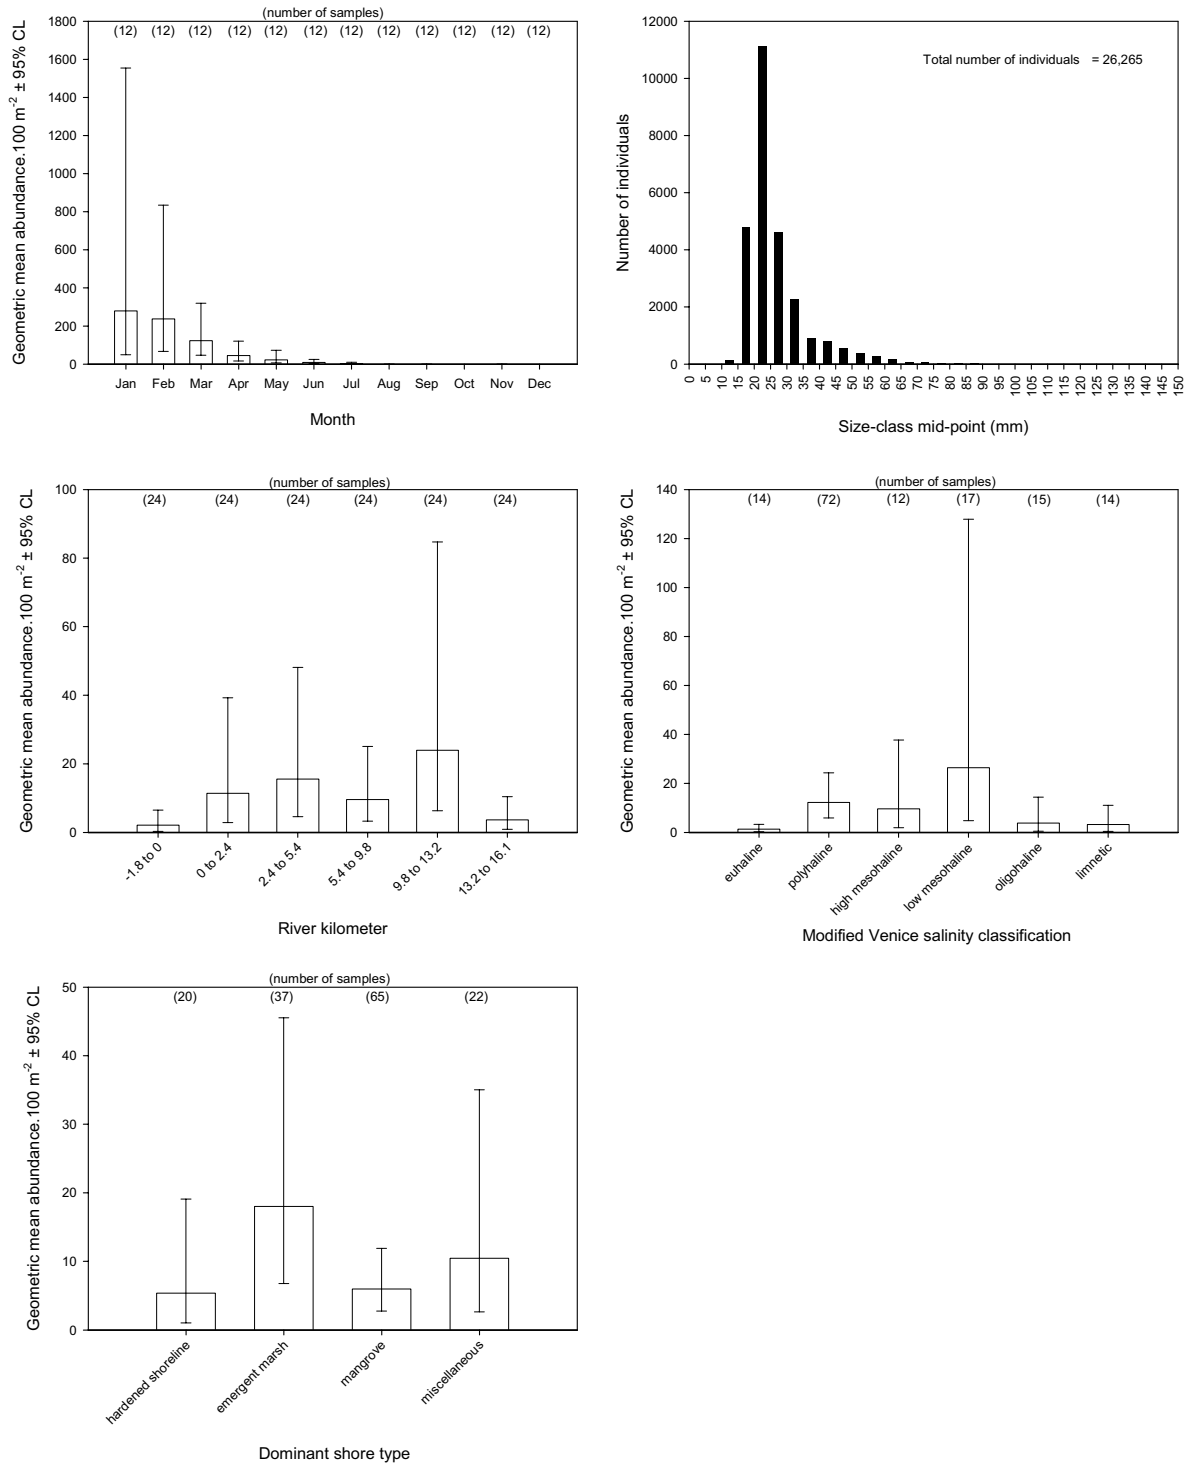 (number of samples)
(12) (12) (12) (12) (12) (12) (12) (12) (12) (12) (12) (12)
Geometric mean abundance.100 m-2 ± 95% CL
1800
1600
1400
1200
1000
800
600
400
200
0
Jan Feb Mar Apr May Jun Jul Aug Sep Oct Nov Dec
Month
Total number of individuals = 26,265
Number of individuals
12000
10000
8000
6000
4000
2000
0
0 5 10 15 20 25 30 35 40 45 50 55 60 65 70 75 80 85 90 95 100 105 110 115 120 125 130 135 140 145 150
Size-class mid-point (mm)
(number of samples)
(24) (24) (24) (24) (24) (24)
Geometric mean abundance.100 m-2 ± 95% CL
100
80
60
40
20
0
-1.8 to 0
0 to 2.4
2.4 to 5.4
5.4 to 9.8
9.8 to 13.2
13.2 to 16.1
River kilometer
(number of samples)
(14) (72) (12) (17) (15) (14)
Geometric mean abundance.100 m-2 ± 95% CL
140
120
100
80
60
40
20
0
euhaline
polyhaline
high mesohaline
low mesohaline
oligohaline
limnetic
Modified Venice salinity classification
(number of samples)
(20) (37) (65) (22)
Geometric mean abundance.100 m-2 ± 95% CL
50
40
30
20
10
0
hardened shoreline
emergent marsh
mangrove
miscellaneous
Dominant shore type